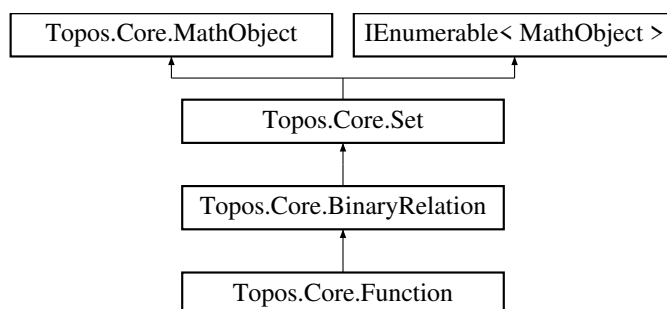 Topos.Core.MathObject
IEnumerable< MathObject >
Topos.Core.Set
Topos.Core.BinaryRelation
Topos.Core.Function